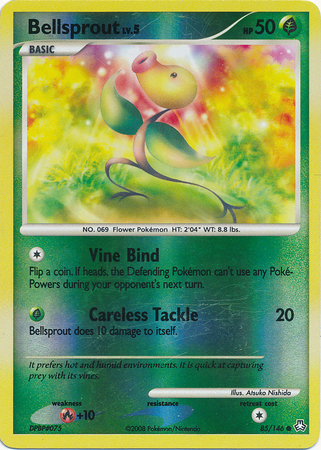 Bellsprout LV.5 HP 50
BASIC
NO. 069 Flower Pokémon HT: 2'04" WT: 8.8 lbs.
Vine Bind
Flip a coin. If heads, the Defending Pokémon can't use any Poké-
Powers during your opponent's next turn.
Careless Tackle 20
Bellsprout does 10 damage to itself.
It prefers hot and humid environments. It is quick at capturing
prey with its vines.
Illus. Atsuko Nishida
weakness resistance retreat cost
+10
DPBP#075 ©2008 Pokémon/Nintendo 85/146